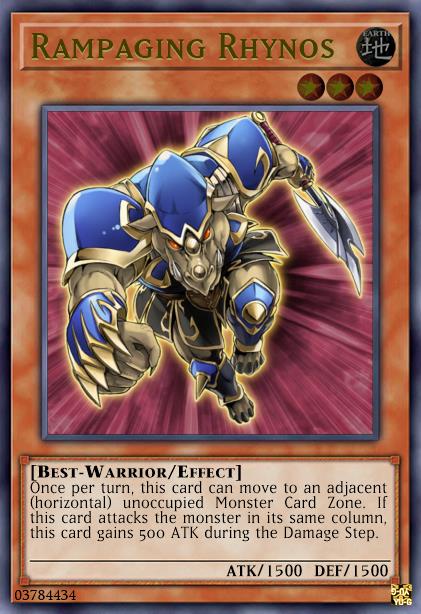 RAMPAGING RHYNOS
EARTH
地
[BEST-WARRIOR/EFFECT]
Once per turn, this card can move to an adjacent
(horizontal) unoccupied Monster Card Zone. If
this card attacks the monster in its same column,
this card gains 500 ATK during the Damage Step.
ATK/1500 DEF/1500
03784434